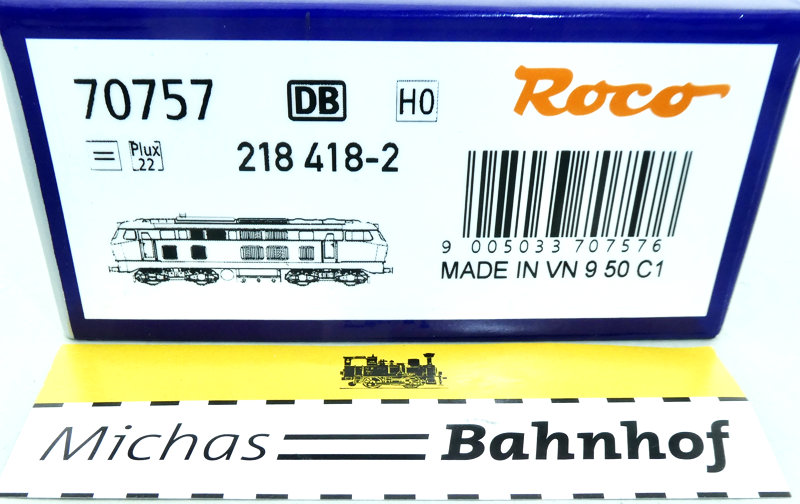 70757 DB H0 Roco
= Plux 22 218 418-2
9 005033 707576
MADE IN VN 9 50 C1
Michas Bahnhof